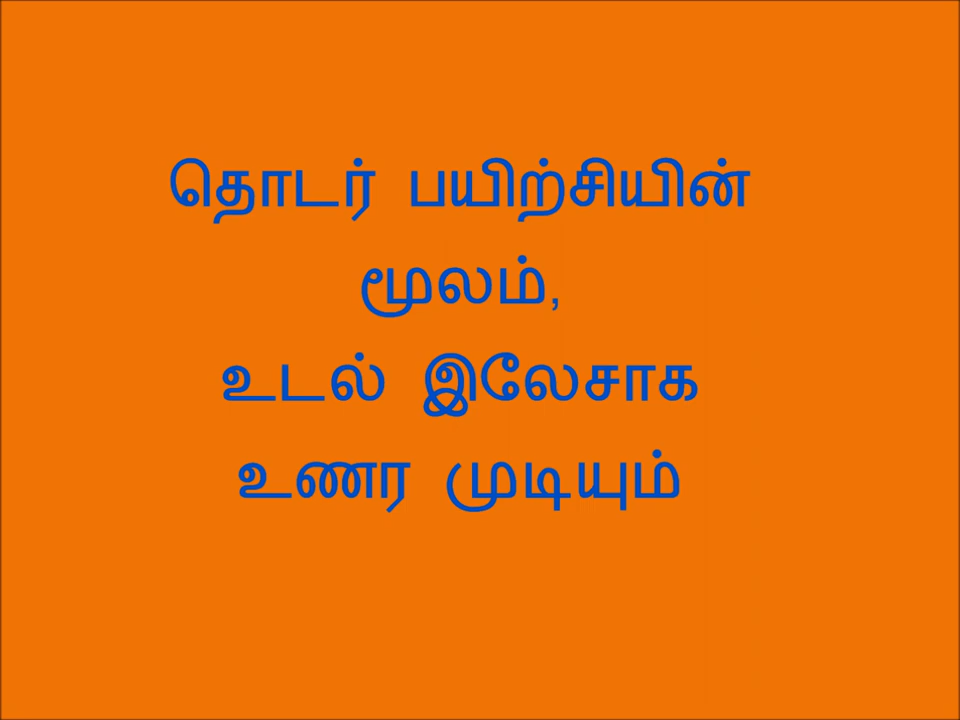 தொடர் பயிற்சியின்
மூலம்,
உடல் இலேசாக
உணர முடியும்